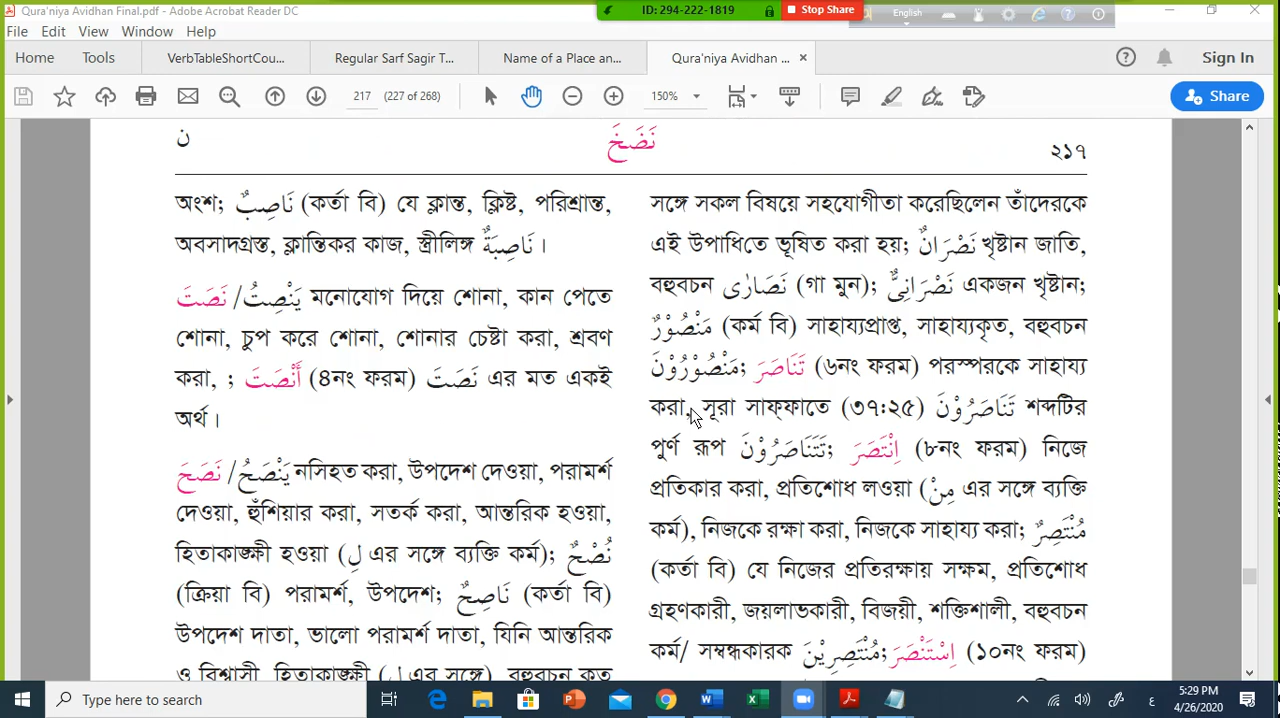 Qura'niya Avidhan Final.pdf - Adobe Acrobat Reader DC
ID: 294-222-1819
Stop Share
English
File Edit View Window Help
Home Tools VerbTableShortCou... Regular Sarf Sagir T... Name of a Place an... Qura'niya Avidhan ... × Sign In
217 (227 of 268) 150% Share
ن نَضَخَ ٢١٧
অংশ; نَاصِبٌ (কর্তা বি) যে ক্লান্ত, ক্লিষ্ট, পরিশ্রান্ত,
অবসাদগ্রস্ত, ক্লান্তিকর কাজ, স্ত্রীলিঙ্গ نَاصِبَةٌ ।
نَصَتَ /يَنْصِتُ মনোযোগ দিয়ে শোনা, কান পেতে
শোনা, চুপ করে শোনা, শোনার চেষ্টা করা, শ্রবণ
করা, ; أَنْصَتَ (৪নং ফরম) نَصَتَ এর মত একই
অর্থ।
نَصَحَ /يَنْصَحُ নসিহত করা, উপদেশ দেওয়া, পরামর্শ
দেওয়া, হুঁশিয়ার করা, সতর্ক করা, আন্তরিক হওয়া,
হিতাকাঙ্ক্ষী হওয়া (لِ এর সঙ্গে ব্যক্তি কর্ম); نُصْحٌ
(ক্রিয়া বি) পরামর্শ, উপদেশ; نَاصِحٌ (কর্তা বি)
উপদেশ দাতা, ভালো পরামর্শ দাতা, যিনি আন্তরিক
ও বিশ্বাসী, হিতাকাঙ্ক্ষী (لِ এর সঙ্গে), বহুবচন কৃত
সঙ্গে সকল বিষয়ে সহযোগীতা করেছিলেন তাঁদেরকে
এই উপাধিতে ভূষিত করা হয়; نَصْرَانٌ খৃষ্টান জাতি,
বহুবচন نَصَارٰى (গা মুন); نَصْرَانِىٌّ একজন খৃষ্টান;
مَنْصُوْرٌ (কর্ম বি) সাহায্যপ্রাপ্ত, সাহায্যকৃত, বহুবচন
مَنْصُوْرُوْنَ; تَنَاصَرَ (৬নং ফরম) পরস্পরকে সাহায্য
করা, সূরা সাফ্ফাতে (৩৭:২৫) تَنَاصَرُوْنَ শব্দটির
পুর্ণ রূপ تَتَنَاصَرُوْنَ; اِنْتَصَرَ (৮নং ফরম) নিজে
প্রতিকার করা, প্রতিশোধ লওয়া (مِنْ এর সঙ্গে ব্যক্তি
কর্ম), নিজকে রক্ষা করা, নিজকে সাহায্য করা; مُنْتَصِرٌ
(কর্তা বি) যে নিজের প্রতিরক্ষায় সক্ষম, প্রতিশোধ
গ্রহণকারী, জয়লাভকারী, বিজয়ী, শক্তিশালী, বহুবচন
কর্ম/ সম্বন্ধকারক مُنْتَصِرِيْنَ; اِسْتَنْصَرَ (১০নং ফরম)
Type here to search
ع
5:29 PM
4/26/2020